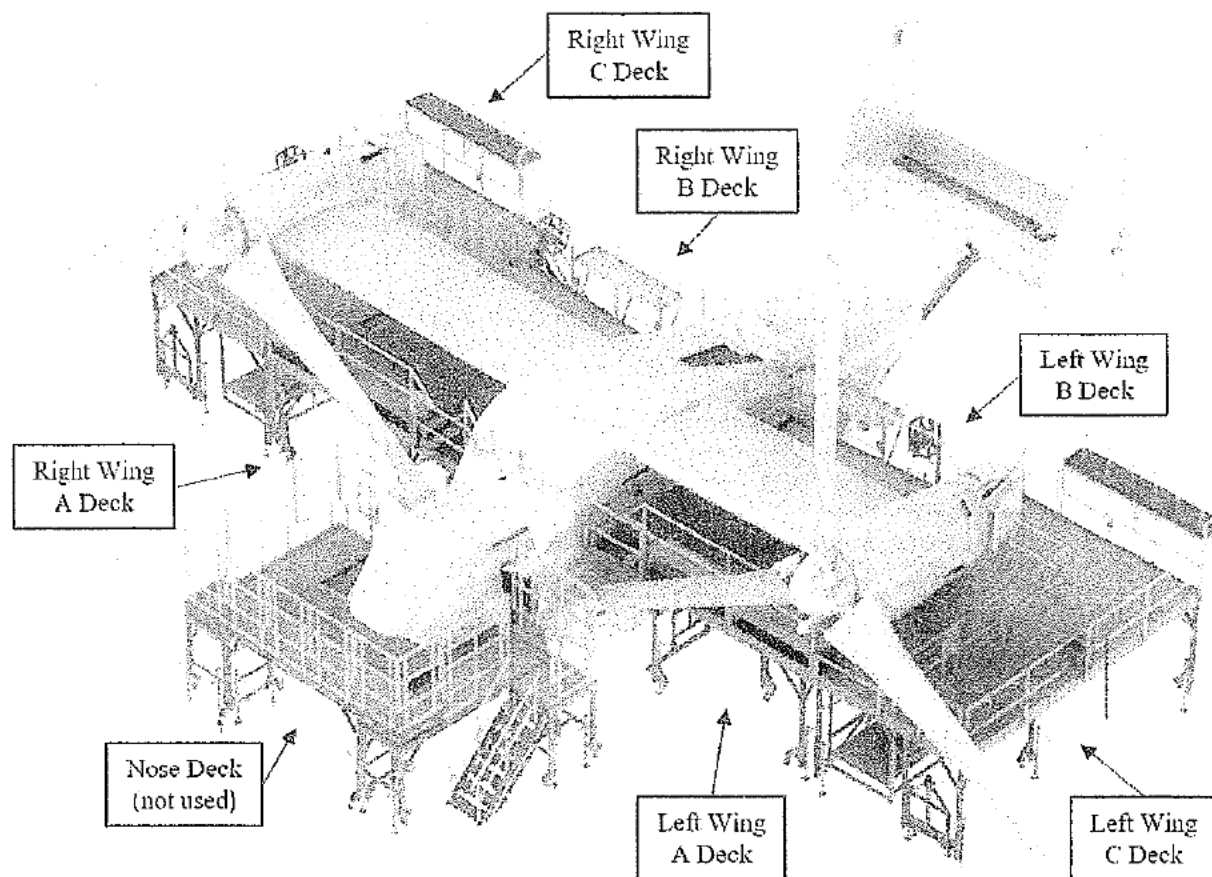 Right Wing
C Deck
Right Wing
B Deck
Left Wing
B Deck
Right Wing
A Deck
Nose Deck
(not used)
Left Wing
A Deck
Left Wing
C Deck